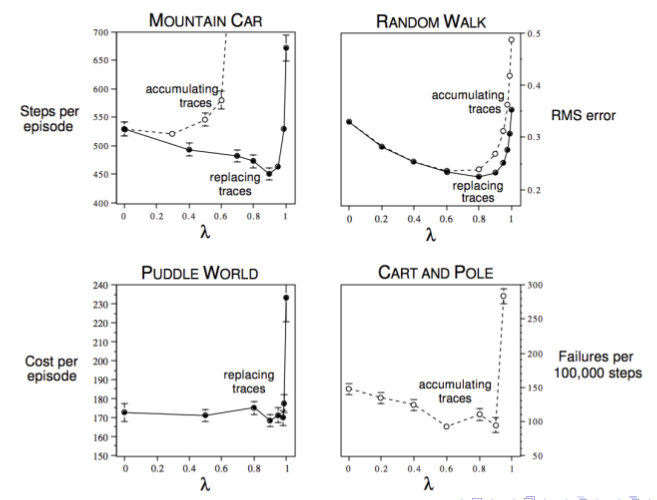 MOUNTAIN CAR
700
650
600
550
500
450
400
Steps per
episode
accumulating
traces
replacing
traces
0 0.2 0.4 0.6 0.8 1
λ
RANDOM WALK
0.5
0.4
0.3
0.2
RMS error
accumulating
traces
replacing
traces
0 0.2 0.4 0.6 0.8 1
λ
PUDDLE WORLD
240
230
220
210
200
190
180
170
160
150
Cost per
episode
replacing
traces
0 0.2 0.4 0.6 0.8 1
λ
CART AND POLE
300
250
200
150
100
50
Failures per
100,000 steps
accumulating
traces
0 0.2 0.4 0.6 0.8 1
λ